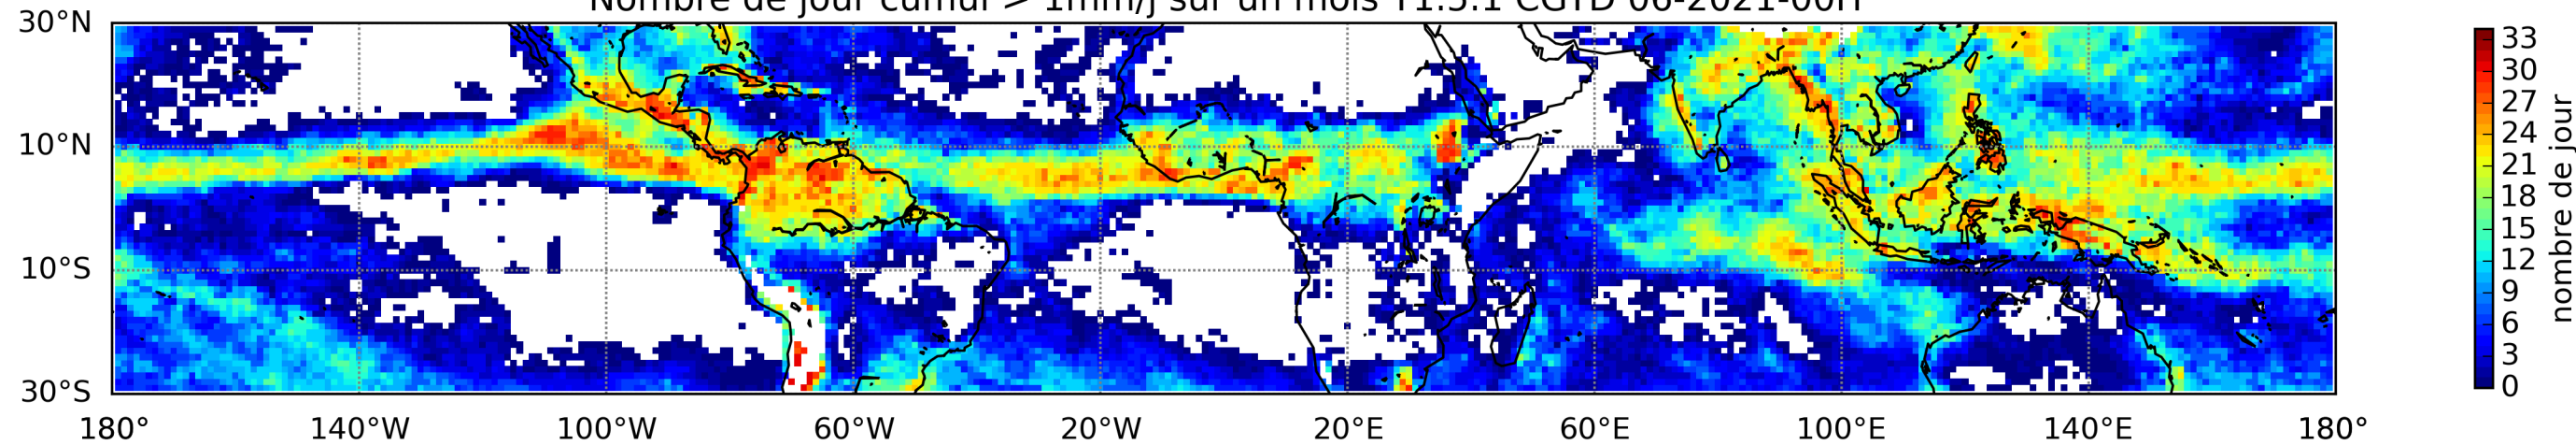 Nombre de jour cumul > 1mm/j sur un mois T1.5.1 CGTD 06-2021-00H
30°N
10°N
10°S
30°S
180° 140°W 100°W 60°W 20°W 20°E 60°E 100°E 140°E 180°
33
30
27
24
21
18
15
12
9
6
3
0
nombre de jour